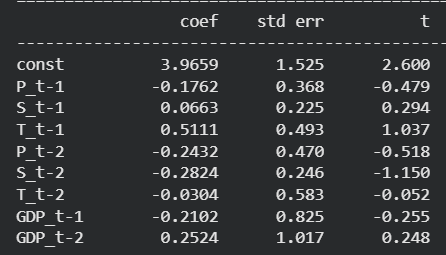 ==============================================
coef std err t
----------------------------------------------
const 3.9659 1.525 2.600
P_t-1 -0.1762 0.368 -0.479
S_t-1 0.0663 0.225 0.294
T_t-1 0.5111 0.493 1.037
P_t-2 -0.2432 0.470 -0.518
S_t-2 -0.2824 0.246 -1.150
T_t-2 -0.0304 0.583 -0.052
GDP_t-1 -0.2102 0.825 -0.255
GDP_t-2 0.2524 1.017 0.248